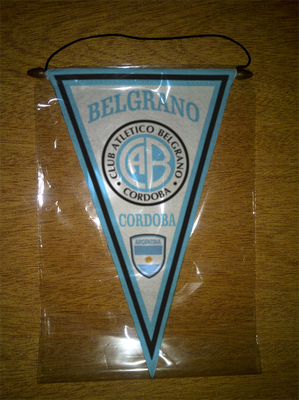 BELGRANO
CLUB ATLETICO BELGRANO
CAB
· CORDOBA ·
CORDOBA
ARGENTINA